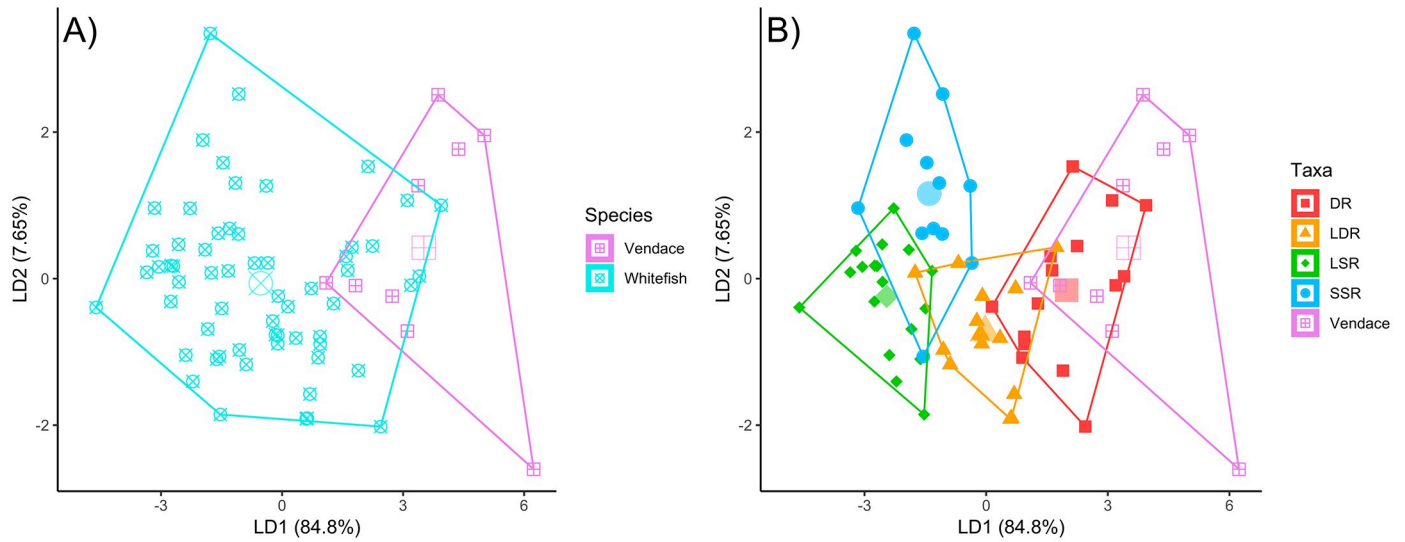 A)
2
0
-2
-3
0
3
6
LD1 (84.8%)
LD2 (7.65%)
Species
Vendace
Whitefish
B)
2
0
-2
-3
0
3
6
LD1 (84.8%)
LD2 (7.65%)
Taxa
DR
LDR
LSR
SSR
Vendace